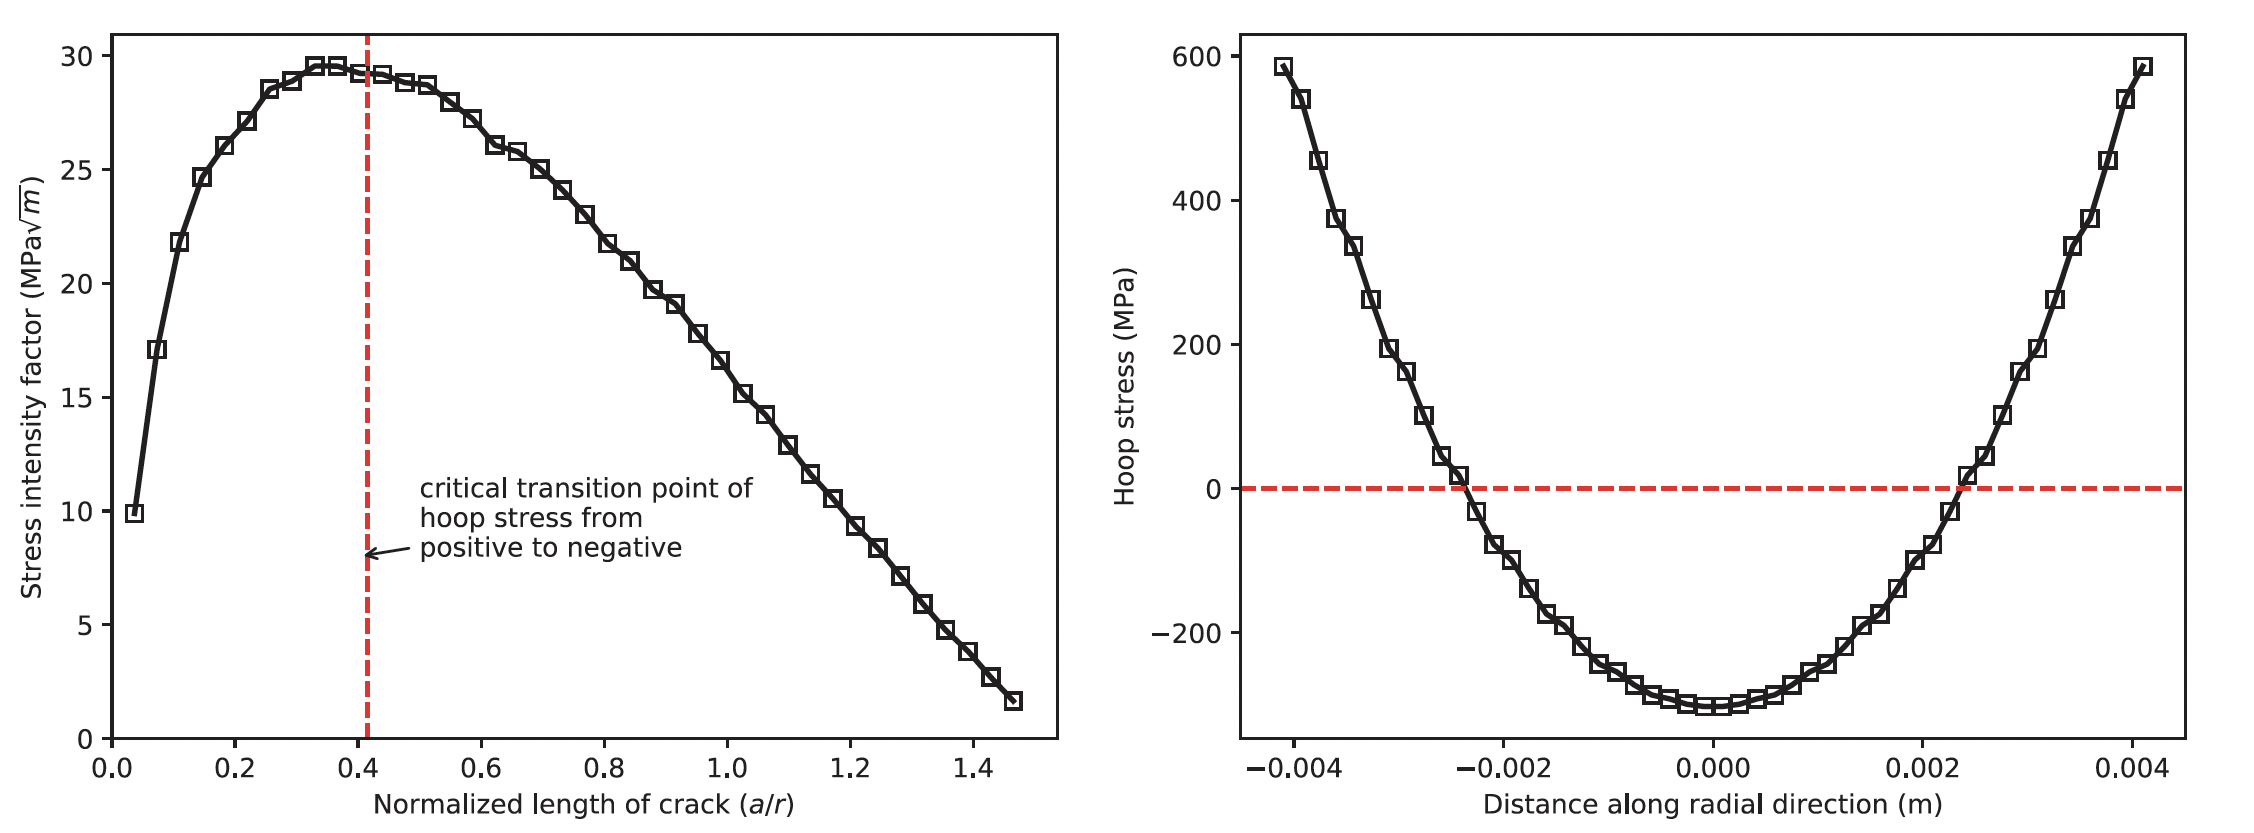 30
25
20
15
10
5
0
0.0 0.2 0.4 0.6 0.8 1.0 1.2 1.4
Stress intensity factor (MPa√m)
Normalized length of crack (a/r)
critical transition point of
hoop stress from
positive to negative
600
400
200
0
−200
−0.004 −0.002 0.000 0.002 0.004
Hoop stress (MPa)
Distance along radial direction (m)